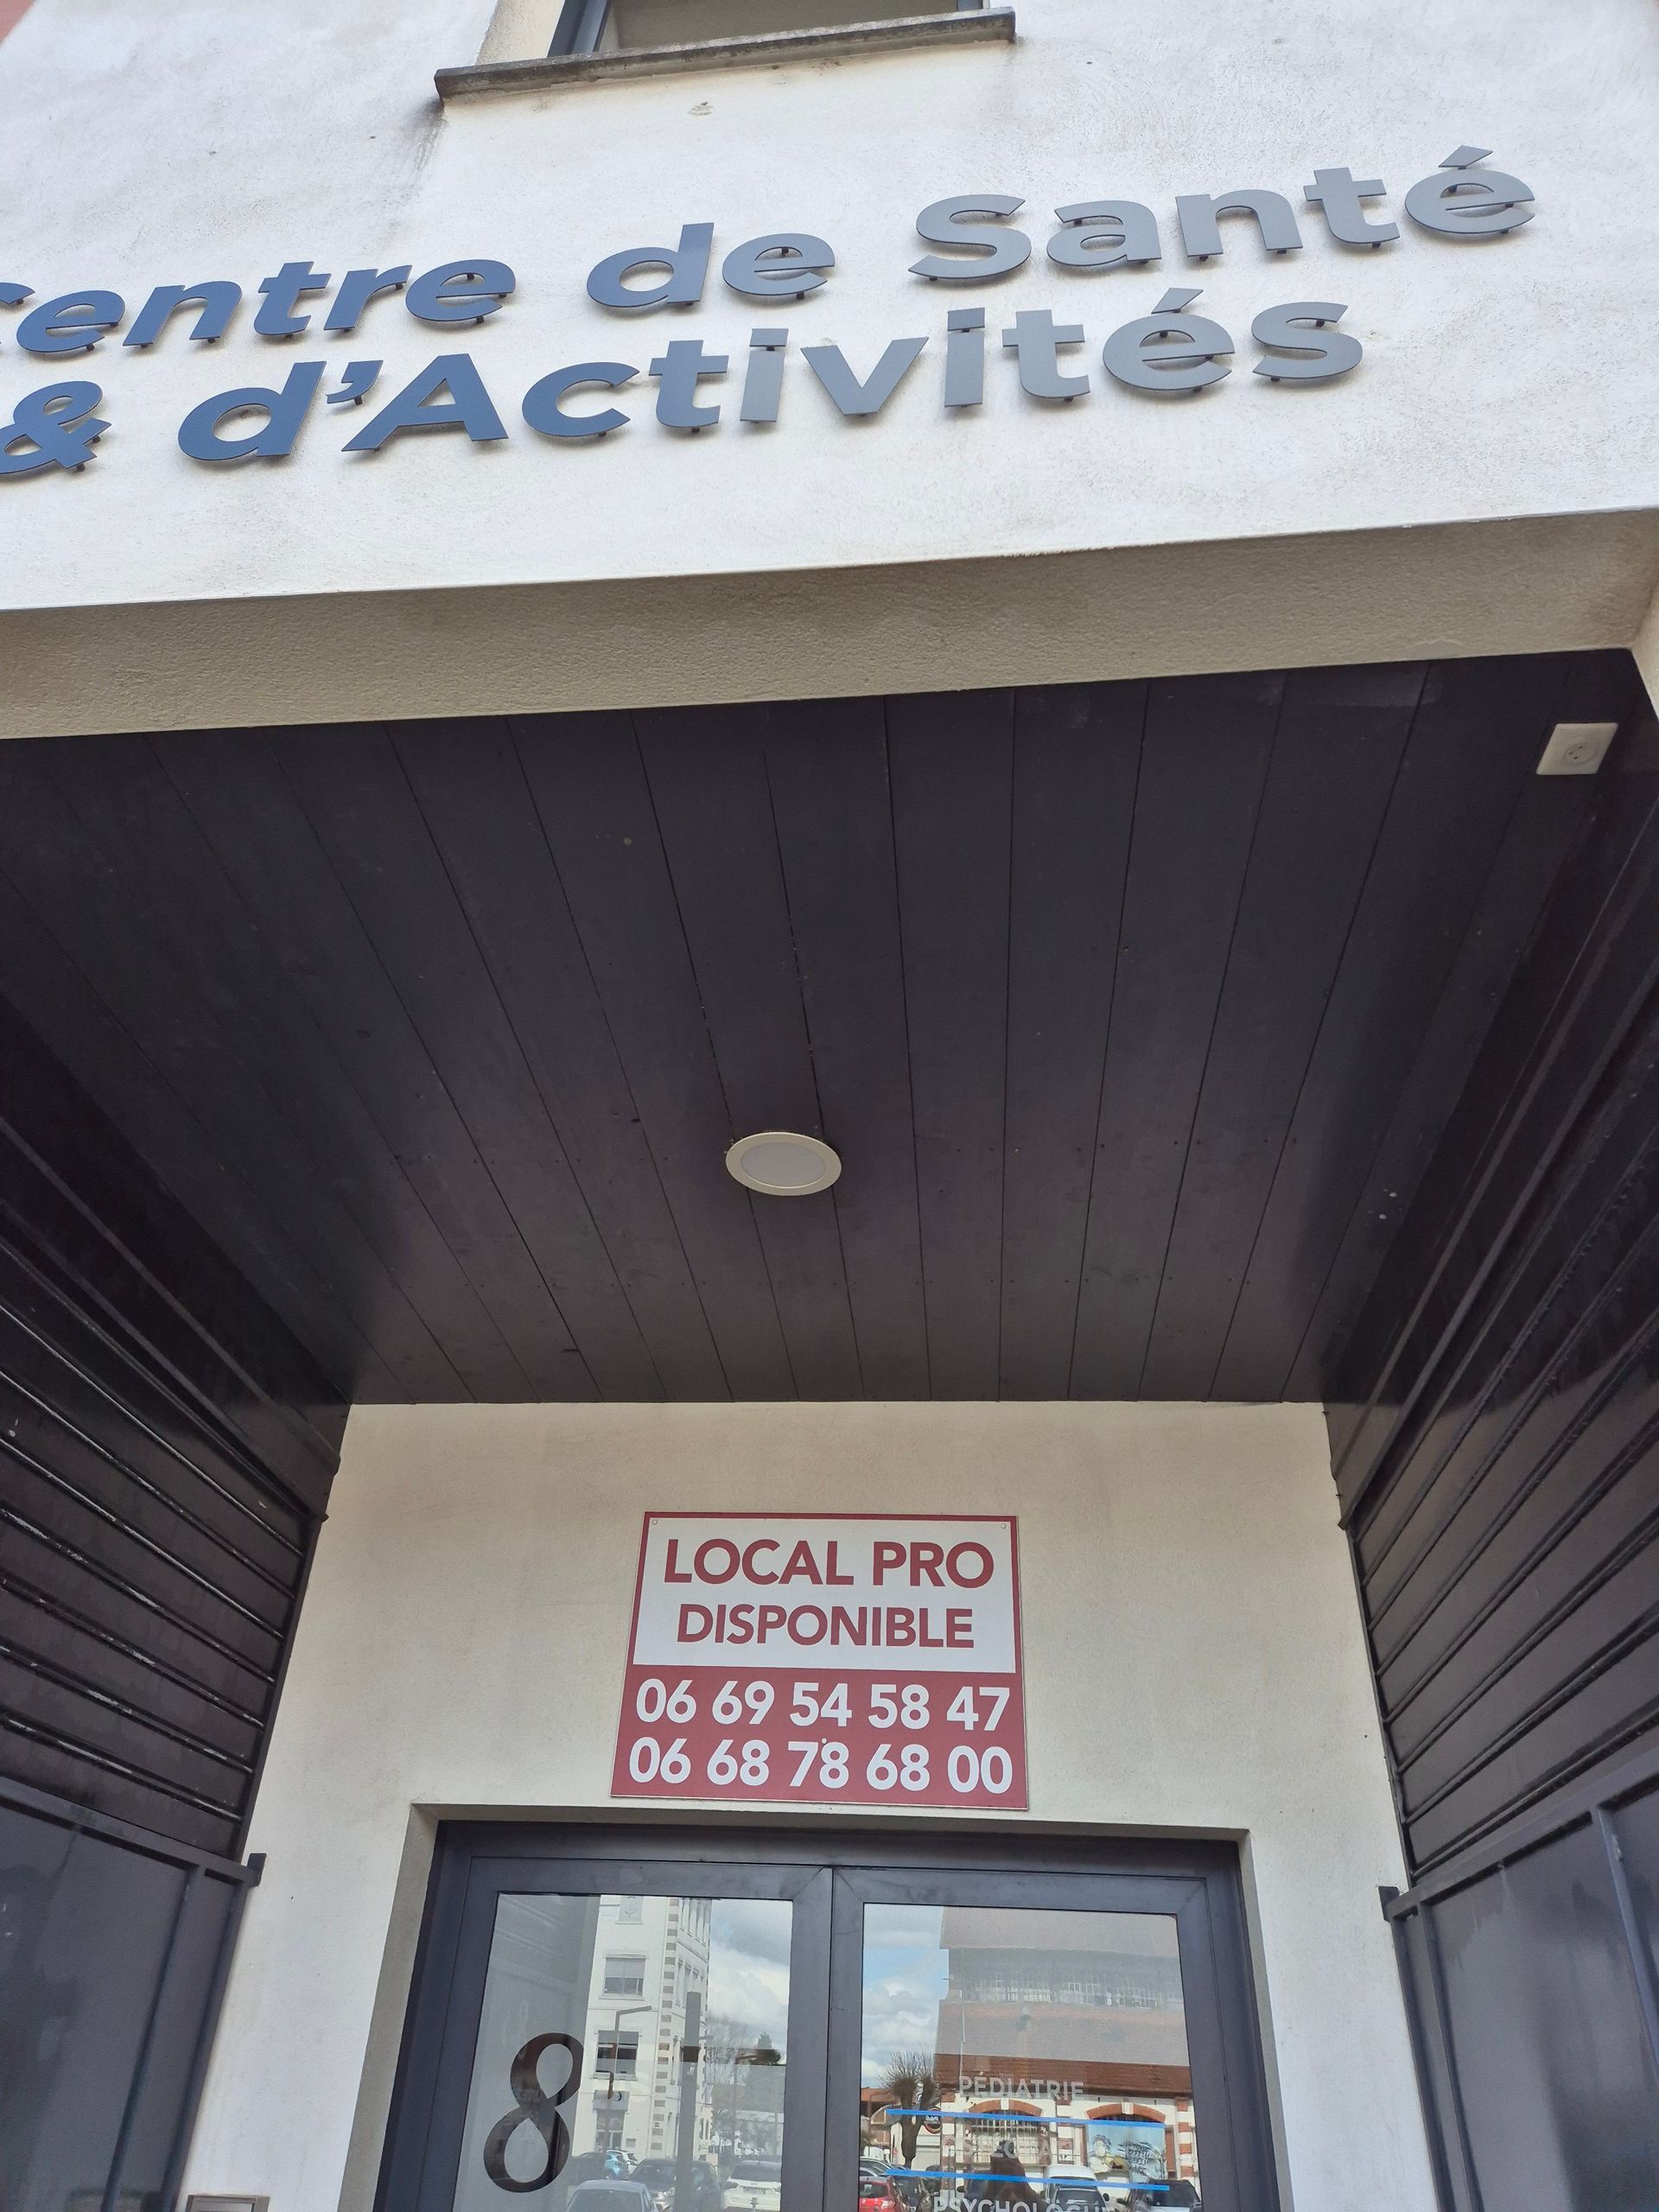 Centre de Santé
& d'Activités
LOCAL PRO
DISPONIBLE
06 69 54 58 47
06 68 78 68 00
8
PÉDIATRIE